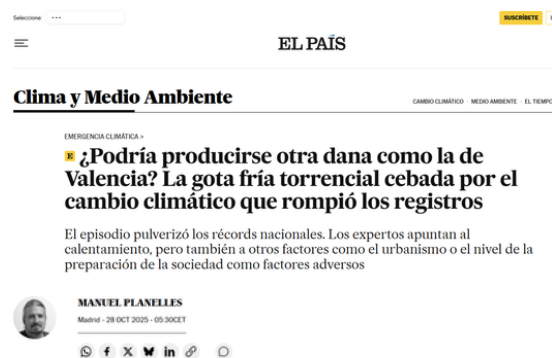 Seleccione ---
SUSCRÍBETE
EL PAÍS
Clima y Medio Ambiente
CAMBIO CLIMÁTICO · MEDIO AMBIENTE · EL TIEMPO
EMERGENCIA CLIMÁTICA >
E ¿Podría producirse otra dana como la de
Valencia? La gota fría torrencial cebada por el
cambio climático que rompió los registros
El episodio pulverizó los récords nacionales. Los expertos apuntan al
calentamiento, pero también a otros factores como el urbanismo o el nivel de la
preparación de la sociedad como factores adversos
MANUEL PLANELLES
Madrid - 28 OCT 2025 - 05:30CET